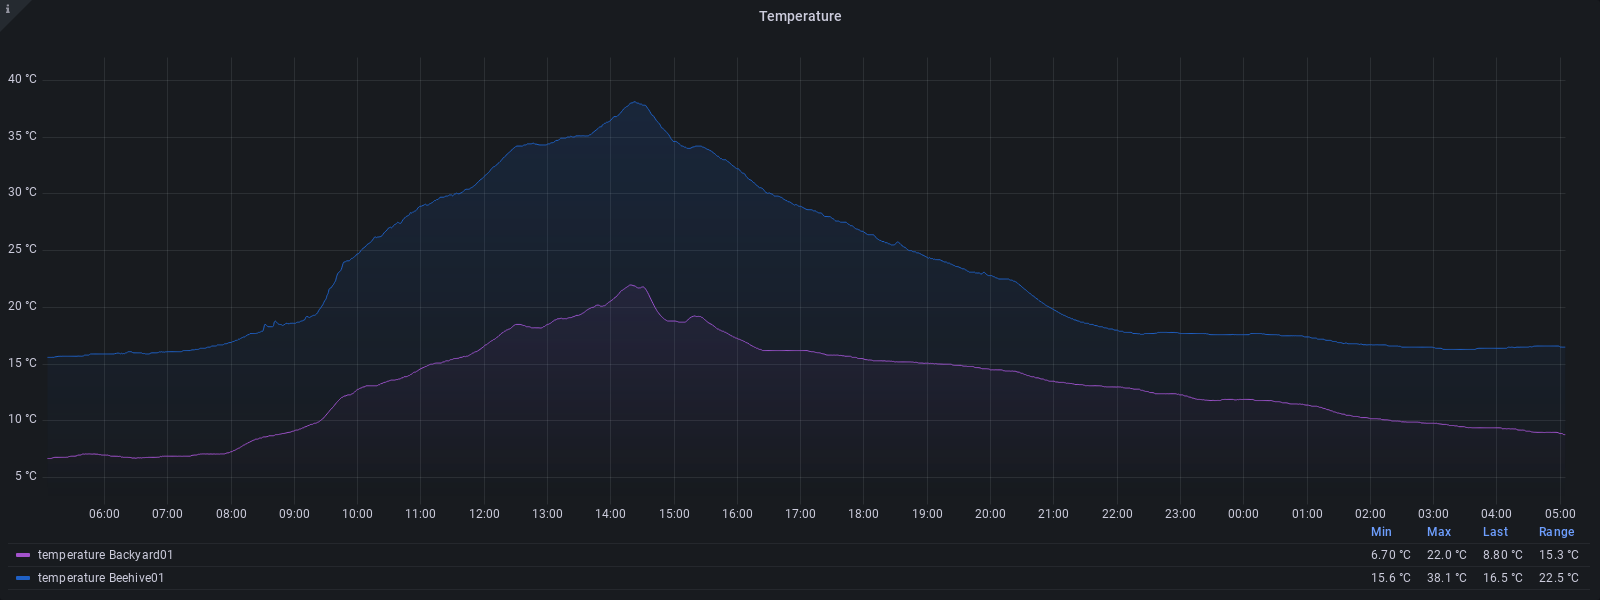 i
Temperature
40 °C
35 °C
30 °C
25 °C
20 °C
15 °C
10 °C
5 °C
06:00 07:00 08:00 09:00 10:00 11:00 12:00 13:00 14:00 15:00 16:00 17:00 18:00 19:00 20:00 21:00 22:00 23:00 00:00 01:00 02:00 03:00 04:00 05:00
Min Max Last Range
temperature Backyard01 6.70 °C 22.0 °C 8.80 °C 15.3 °C
temperature Beehive01 15.6 °C 38.1 °C 16.5 °C 22.5 °C